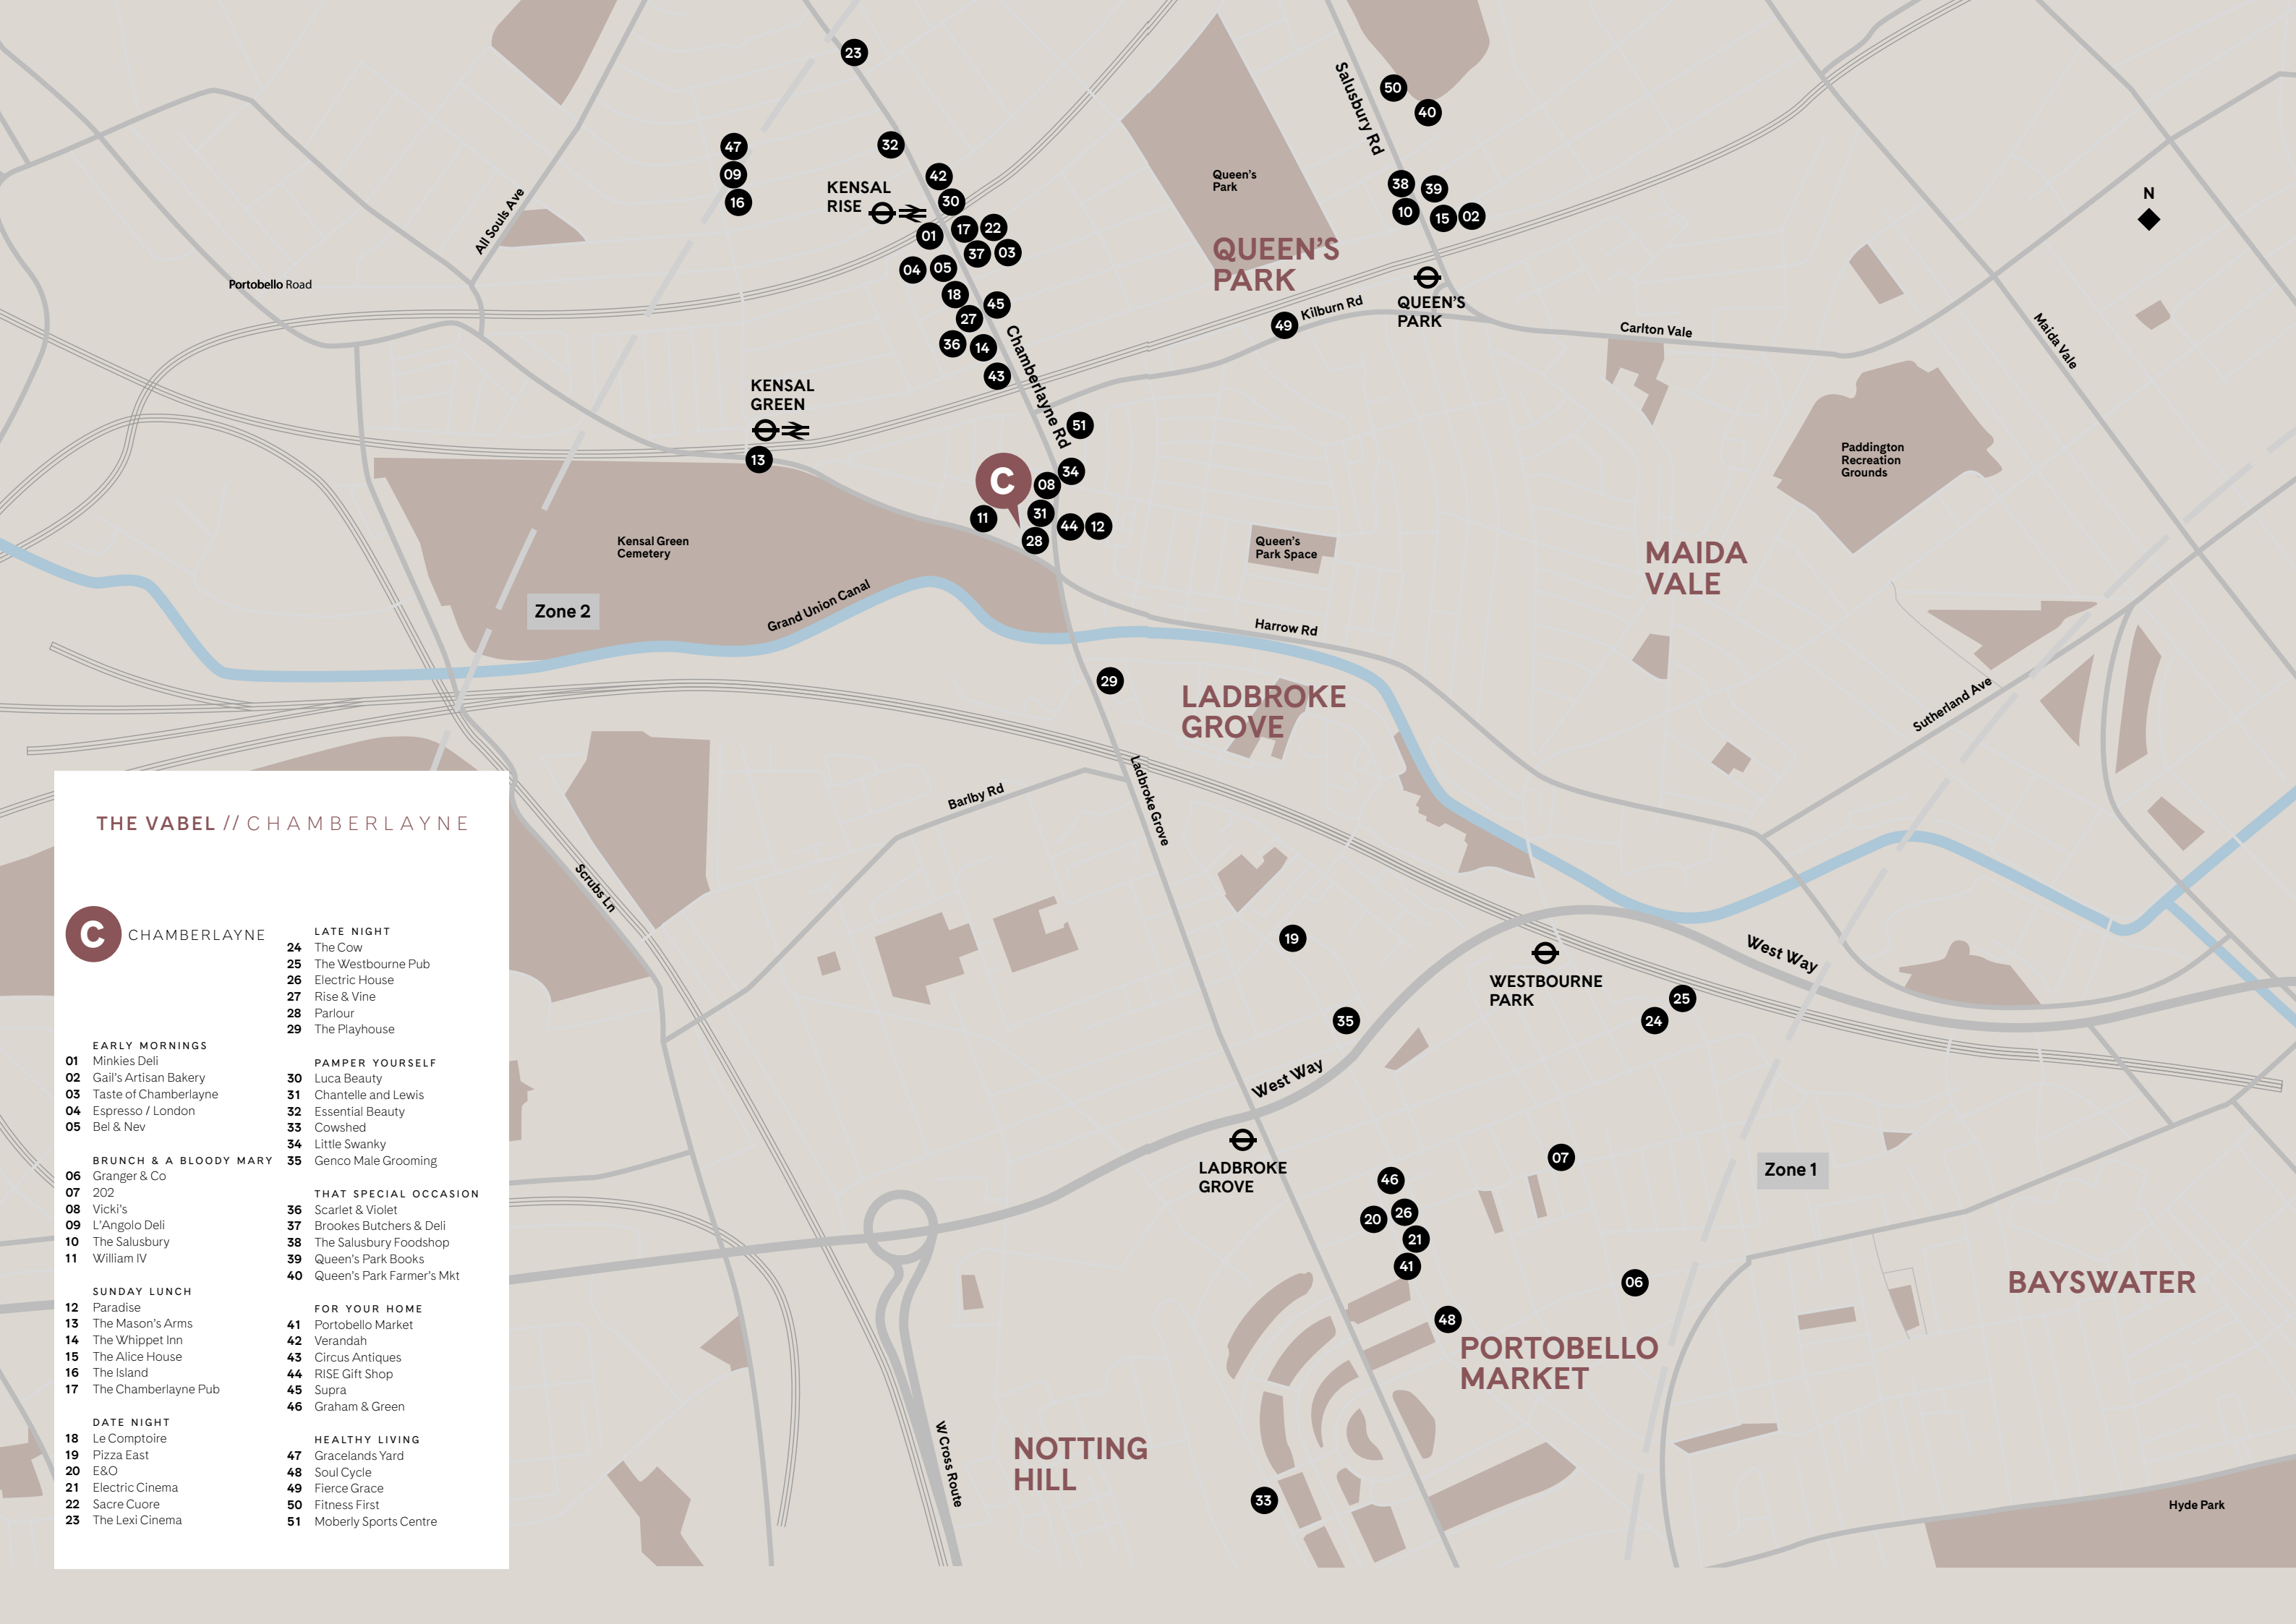 23
50
40
Salusbury Rd
47
32
09
42
Queen's
Park
38
39
KENSAL
RISE
16
30
10
15
02
N
All Souls Ave
01
17
22
37
03
QUEEN'S
PARK
04
05
Portobello Road
18
45
QUEEN'S
PARK
27
49
Kilburn Rd
Carlton Vale
Maida Vale
36
14
Chamberlayne Rd
43
KENSAL
GREEN
51
13
Paddington
Recreation
Grounds
C
34
08
11
31
44
12
28
Kensal Green
Cemetery
Queen's
Park Space
MAIDA
VALE
Zone 2
Grand Union Canal
Harrow Rd
29
LADBROKE
GROVE
Sutherland Ave
Barlby Rd
Ladbroke Grove
Scrubs Ln
19
West Way
WESTBOURNE
PARK
25
24
35
West Way
LADBROKE
GROVE
07
Zone 1
46
20
26
21
41
06
BAYSWATER
48
PORTOBELLO
MARKET
NOTTING
HILL
W Cross Route
33
Hyde Park
THE VABEL // CHAMBERLAYNE
C CHAMBERLAYNE
EARLY MORNINGS
01 Minkies Deli
02 Gail's Artisan Bakery
03 Taste of Chamberlayne
04 Espresso / London
05 Bel & Nev
BRUNCH & A BLOODY MARY
06 Granger & Co
07 202
08 Vicki's
09 L'Angolo Deli
10 The Salusbury
11 William IV
SUNDAY LUNCH
12 Paradise
13 The Mason's Arms
14 The Whippet Inn
15 The Alice House
16 The Island
17 The Chamberlayne Pub
DATE NIGHT
18 Le Comptoire
19 Pizza East
20 E&O
21 Electric Cinema
22 Sacre Cuore
23 The Lexi Cinema
LATE NIGHT
24 The Cow
25 The Westbourne Pub
26 Electric House
27 Rise & Vine
28 Parlour
29 The Playhouse
PAMPER YOURSELF
30 Luca Beauty
31 Chantelle and Lewis
32 Essential Beauty
33 Cowshed
34 Little Swanky
35 Genco Male Grooming
THAT SPECIAL OCCASION
36 Scarlet & Violet
37 Brookes Butchers & Deli
38 The Salusbury Foodshop
39 Queen's Park Books
40 Queen's Park Farmer's Mkt
FOR YOUR HOME
41 Portobello Market
42 Verandah
43 Circus Antiques
44 RISE Gift Shop
45 Supra
46 Graham & Green
HEALTHY LIVING
47 Gracelands Yard
48 Soul Cycle
49 Fierce Grace
50 Fitness First
51 Moberly Sports Centre